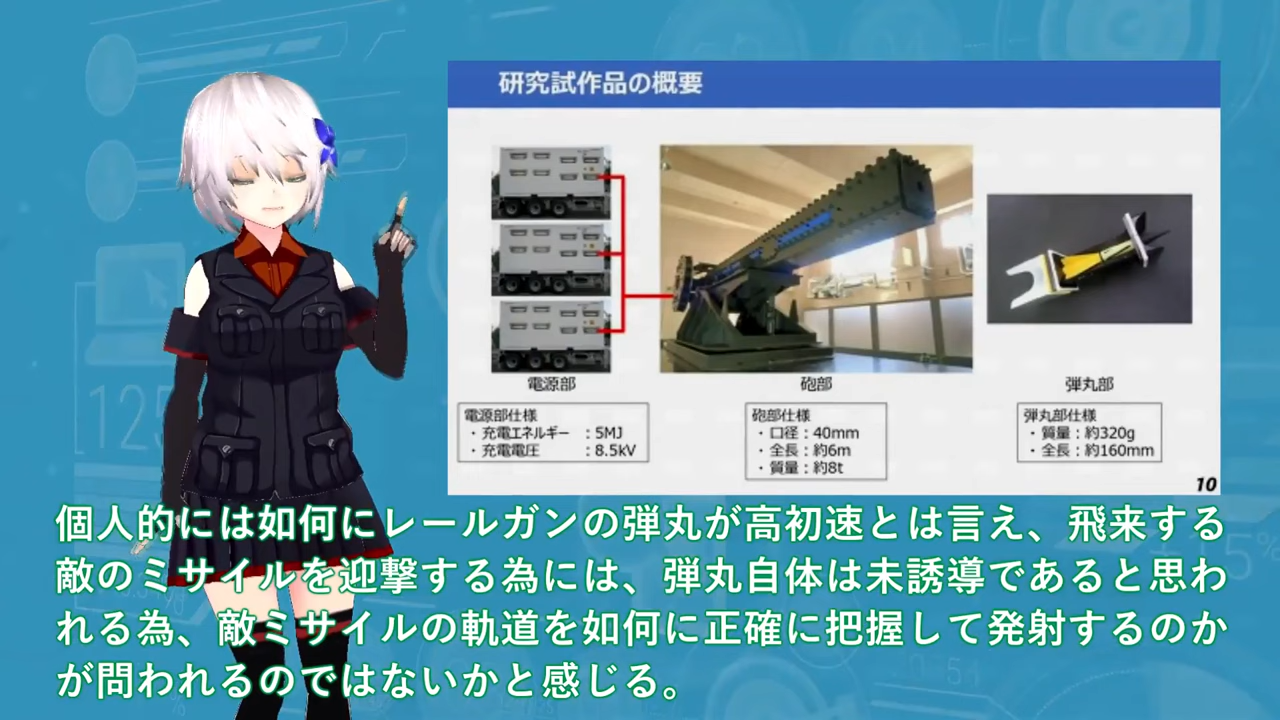 研究試作品の概要
電源部
電源部仕様
・充電エネルギー ：5MJ
・充電電圧 ：8.5kV
砲部
砲部仕様
・口径：40mm
・全長：約6m
・質量：約8t
弾丸部
弾丸部仕様
・質量：約320g
・全長：約160mm
10
125
個人的には如何にレールガンの弾丸が高初速とは言え、飛来する
敵のミサイルを迎撃する為には、弾丸自体は未誘導であると思わ
れる為、敵ミサイルの軌道を如何に正確に把握して発射するのか
が問われるのではないかと感じる。